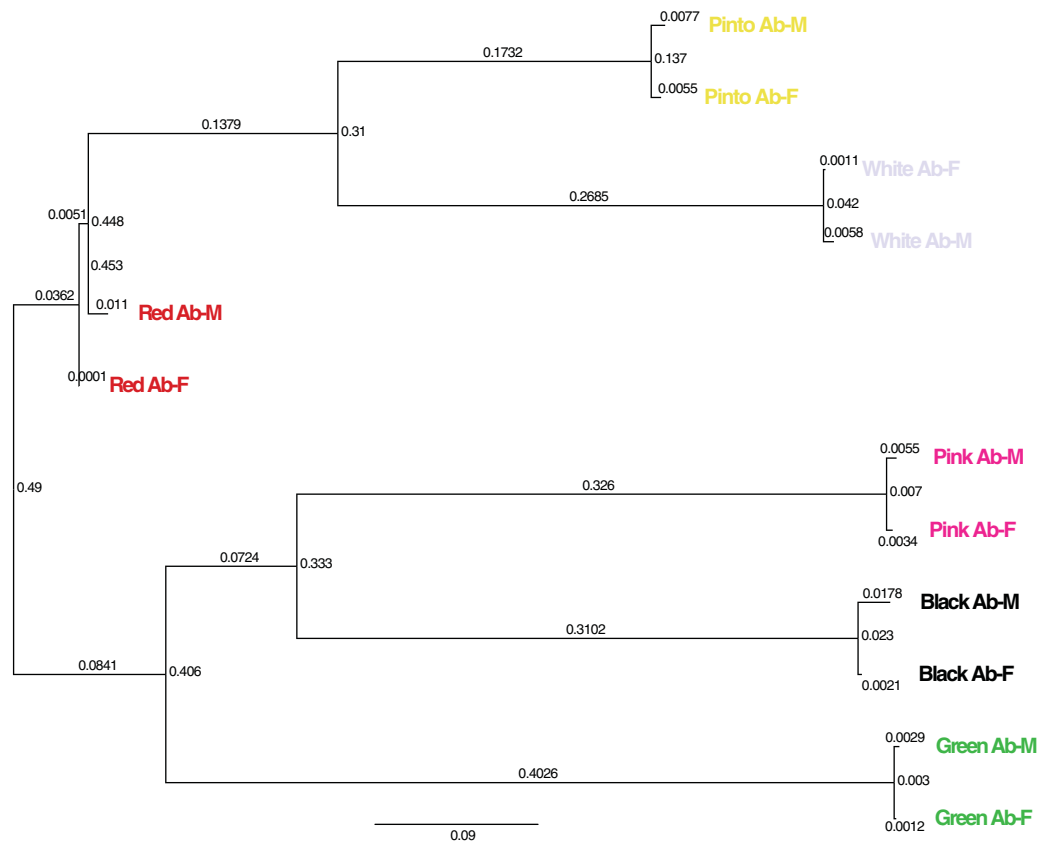 0.0077
Pinto Ab-M
0.1732
0.137
0.0055
Pinto Ab-F
0.1379
0.31
0.0011
White Ab-F
0.2685
0.042
0.0051
0.448
0.0058
White Ab-M
0.453
0.0362
0.011
Red Ab-M
0.0001
Red Ab-F
0.0055
Pink Ab-M
0.49
0.326
0.007
0.0034
Pink Ab-F
0.0724
0.333
0.0178
Black Ab-M
0.3102
0.023
0.0841
0.406
0.0021
Black Ab-F
0.0029
Green Ab-M
0.4026
0.003
0.0012
Green Ab-F
0.09